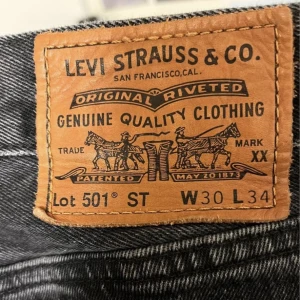 LEVI STRAUSS & CO.
SAN FRANCISCO, CAL.
ORIGINAL RIVETED
GENUINE QUALITY CLOTHING
TRADE MARK
XX
PATENTED MAY 20 1873
Lot 501® ST W30 L34